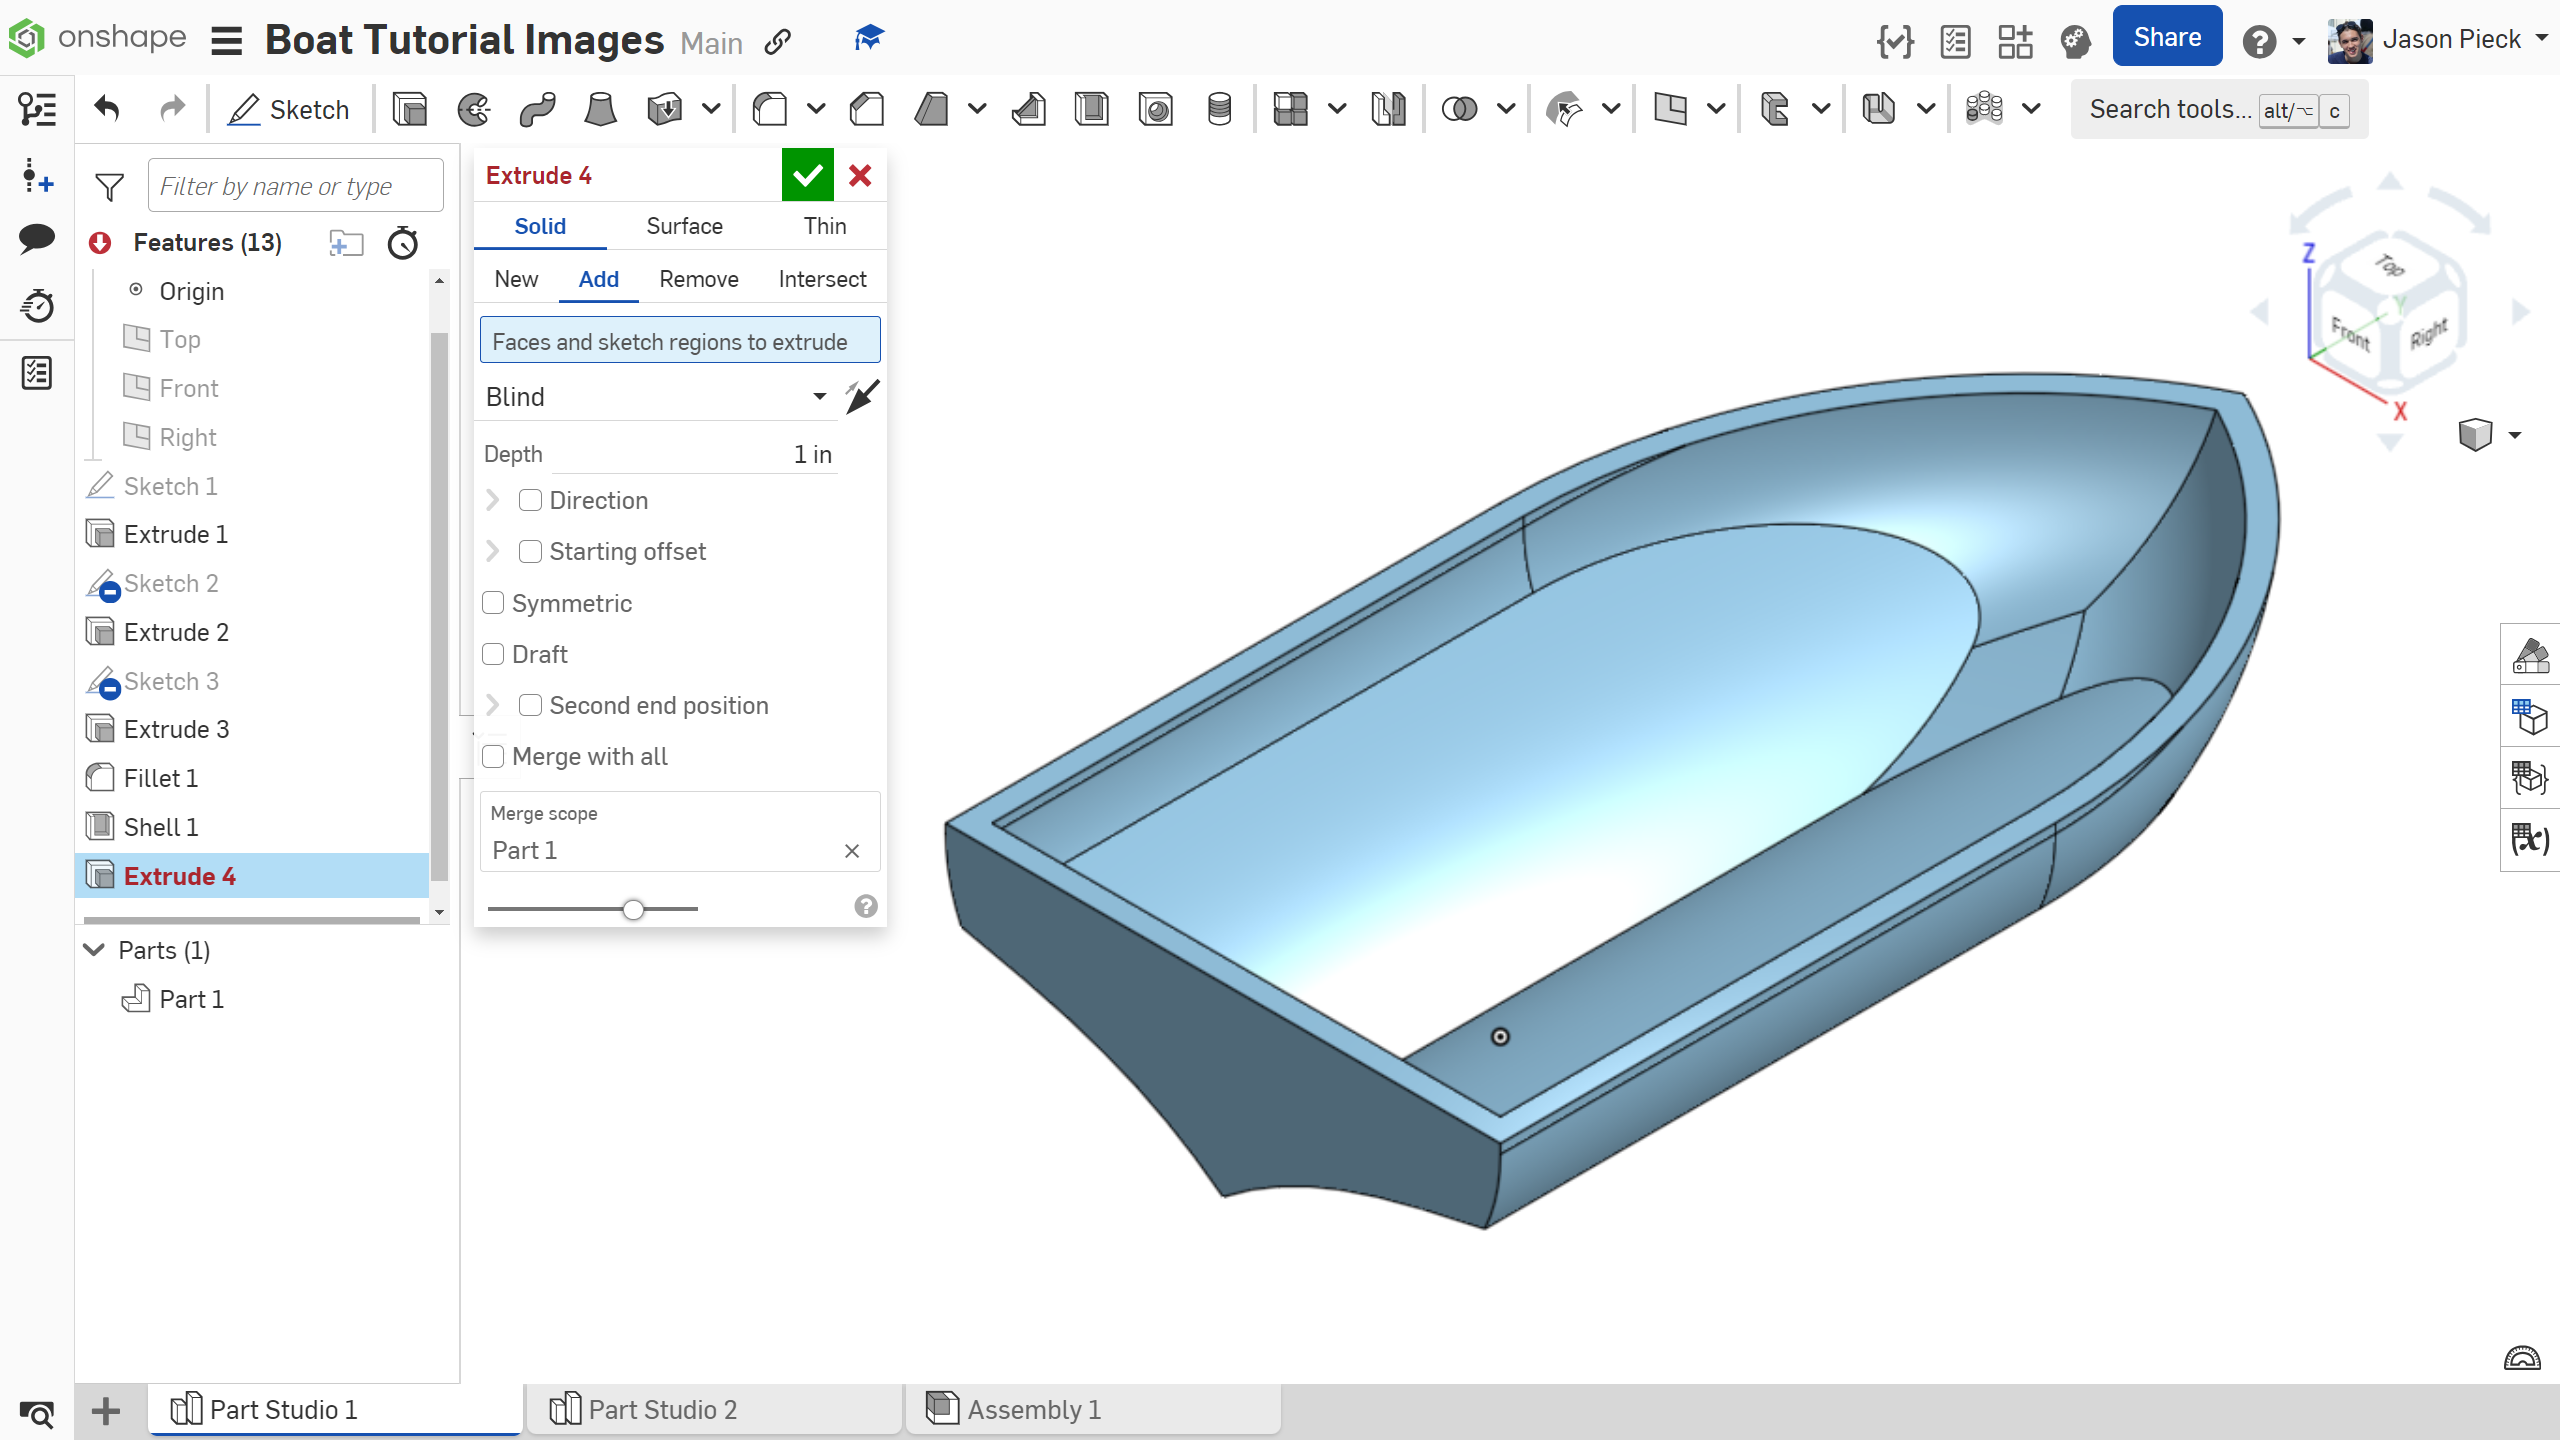 onshape
Boat Tutorial Images Main
Share
Jason Pieck
Sketch
Search tools... alt/⌥ c
Filter by name or type
Features (13)
Origin
Top
Front
Right
Sketch 1
Extrude 1
Sketch 2
Extrude 2
Sketch 3
Extrude 3
Fillet 1
Shell 1
Extrude 4
Parts (1)
Part 1
Extrude 4
Solid Surface Thin
New Add Remove Intersect
Faces and sketch regions to extrude
Blind
Depth 1 in
Direction
Starting offset
Symmetric
Draft
Second end position
Merge with all
Merge scope
Part 1
Z
Top
Y
Front
Right
X
(x)
Part Studio 1
Part Studio 2
Assembly 1